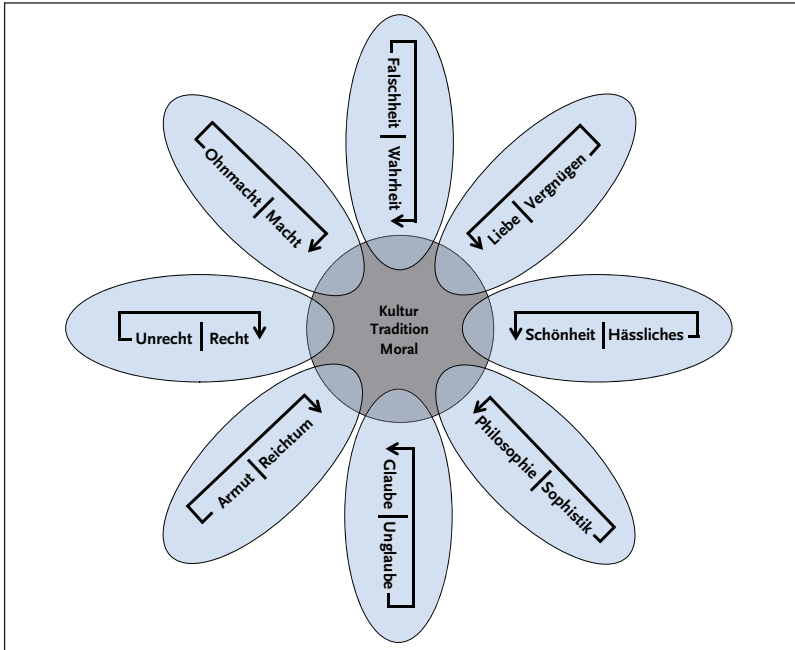 Falschheit | Wahrheit
Liebe | Vergnügen
Schönheit | Hässliches
Philosophie | Sophistik
Glaube | Unglaube
Armut | Reichtum
Unrecht | Recht
Ohnmacht | Macht
Kultur
Tradition
Moral